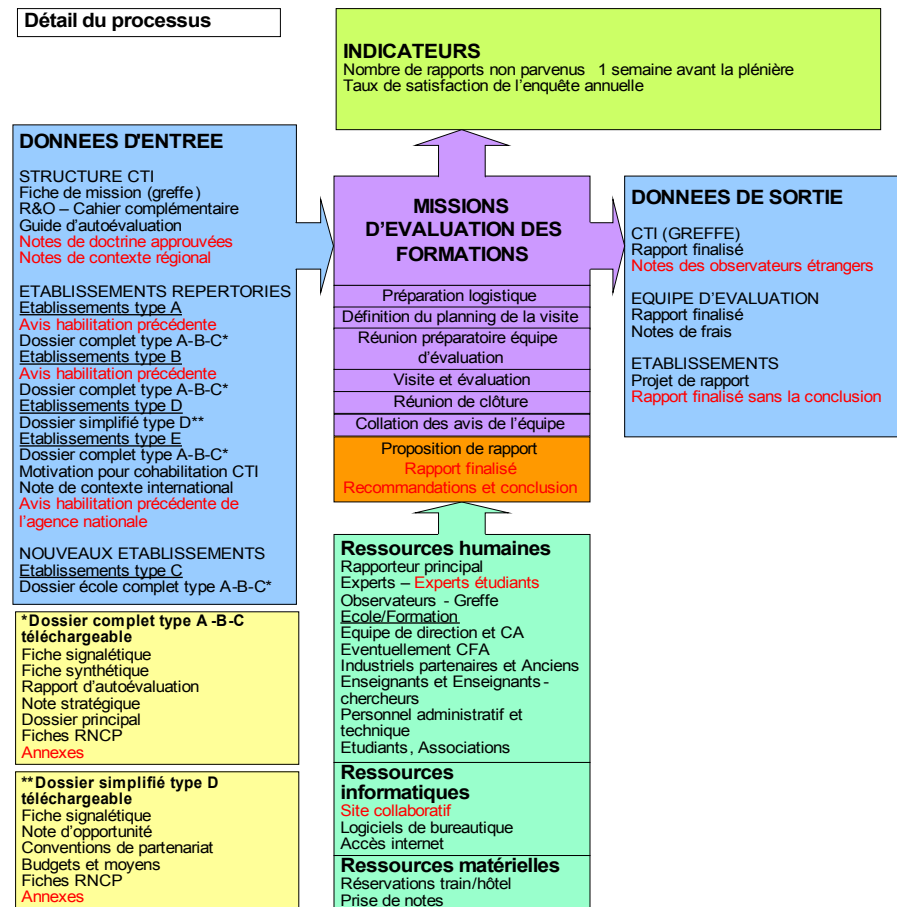 Détail du processus
INDICATEURS
Nombre de rapports non parvenus 1 semaine avant la plénière
Taux de satisfaction de l'enquête annuelle
DONNEES D'ENTREE
STRUCTURE CTI
Fiche de mission (greffe)
R&O – Cahier complémentaire
Guide d'autoévaluation
Notes de doctrine approuvées
Notes de contexte régional
ETABLISSEMENTS REPERTORIES
Etablissements type A
Avis habilitation précédente
Dossier complet type A-B-C*
Etablissements type B
Avis habilitation précédente
Dossier complet type A-B-C*
Etablissements type D
Dossier simplifié type D**
Etablissements type E
Dossier complet type A-B-C*
Motivation pour cohabilitation CTI
Note de contexte international
Avis habilitation précédente de
l'agence nationale
NOUVEAUX ETABLISSEMENTS
Etablissements type C
Dossier école complet type A-B-C*
*Dossier complet type A-B-C
téléchargeable
Fiche signalétique
Fiche synthétique
Rapport d'autoévaluation
Note stratégique
Dossier principal
Fiches RNCP
Annexes
**Dossier simplifié type D
téléchargeable
Fiche signalétique
Note d'opportunité
Conventions de partenariat
Budgets et moyens
Fiches RNCP
Annexes
MISSIONS
D'EVALUATION DES
FORMATIONS
Préparation logistique
Définition du planning de la visite
Réunion préparatoire équipe
d'évaluation
Visite et évaluation
Réunion de clôture
Collation des avis de l'équipe
Proposition de rapport
Rapport finalisé
Recommandations et conclusion
Ressources humaines
Rapporteur principal
Experts – Experts étudiants
Observateurs - Greffe
Ecole/Formation
Equipe de direction et CA
Eventuellement CFA
Industriels partenaires et Anciens
Enseignants et Enseignants-
chercheurs
Personnel administratif et
technique
Etudiants, Associations
Ressources
informatiques
Site collaboratif
Logiciels de bureautique
Accès internet
Ressources matérielles
Réservations train/hôtel
Prise de notes
DONNEES DE SORTIE
CTI (GREFFE)
Rapport finalisé
Notes des observateurs étrangers
EQUIPE D'EVALUATION
Rapport finalisé
Notes de frais
ETABLISSEMENTS
Projet de rapport
Rapport finalisé sans la conclusion